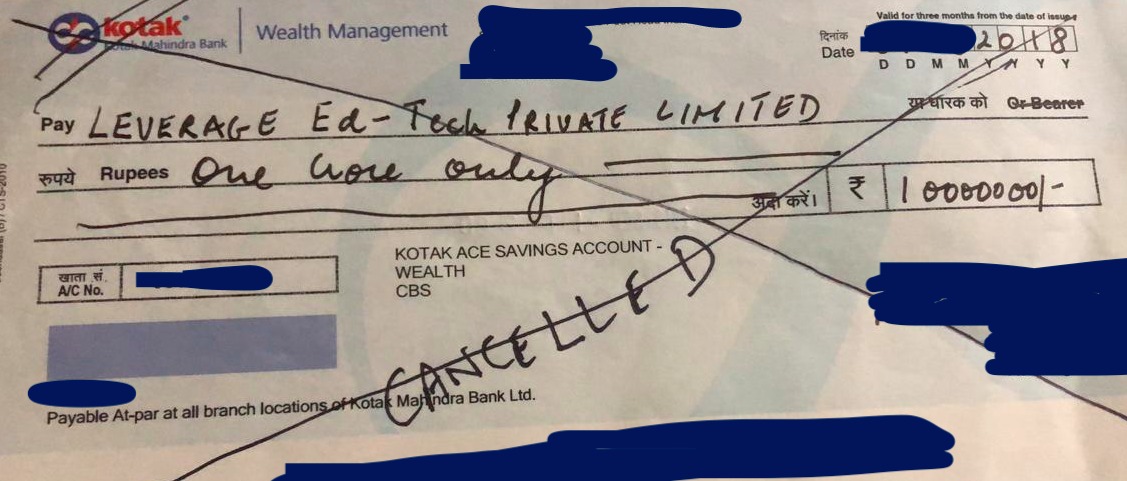 kotak
Kotak Mahindra Bank
Wealth Management
Valid for three months from the date of issue
दिनांक
Date
2018
D D M M Y Y Y Y
Pay LEVERAGE Ed-Tech PRIVATE LIMITED
या धारक को Or Bearer
रुपये Rupees One Crore only
अदा करें। ₹ 10000000/-
KOTAK ACE SAVINGS ACCOUNT -
WEALTH
CBS
खाता सं.
A/C No.
CANCELLED
Payable At-par at all branch locations of Kotak Mahindra Bank Ltd.